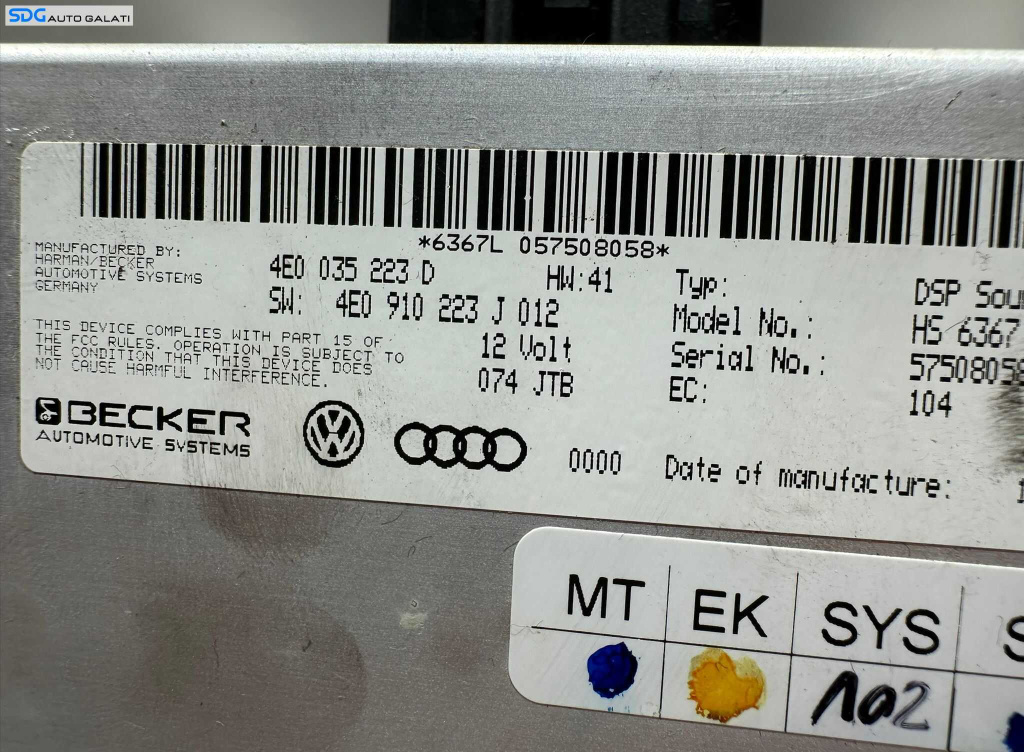 SDG AUTO GALATI
*6367L 057508058*
MANUFACTURED BY:
HARMAN/BECKER
AUTOMOTIVE SYSTEMS
GERMANY
4E0 035 223 D
HW:41
SW: 4E0 910 223 J 012
12 Volt
074 JTB
THIS DEVICE COMPLIES WITH PART 15 OF
THE FCC RULES. OPERATION IS SUBJECT TO
THE CONDITION THAT THIS DEVICE DOES
NOT CAUSE HARMFUL INTERFERENCE.
Typ: DSP Sou
Model No.: HS 6367
Serial No.: 57508058
EC: 104
BECKER
AUTOMOTIVE SYSTEMS
0000
Date of manufacture:
MT EK SYS S
102